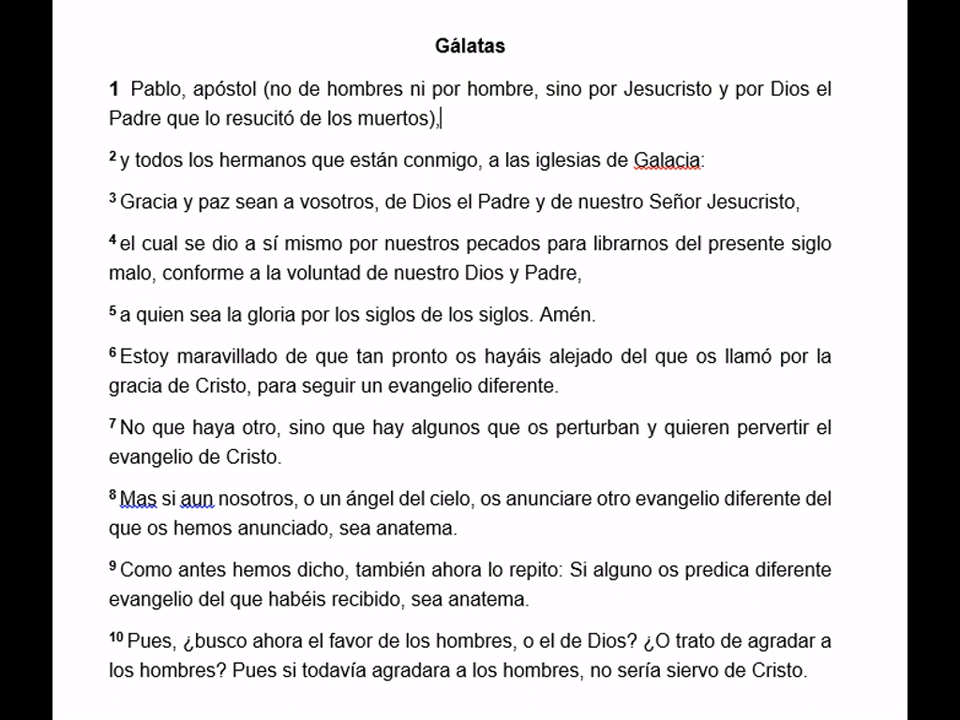 Gálatas
1 Pablo, apóstol (no de hombres ni por hombre, sino por Jesucristo y por Dios el
Padre que lo resucitó de los muertos),
2 y todos los hermanos que están conmigo, a las iglesias de Galacia:
3 Gracia y paz sean a vosotros, de Dios el Padre y de nuestro Señor Jesucristo,
4 el cual se dio a sí mismo por nuestros pecados para librarnos del presente siglo
malo, conforme a la voluntad de nuestro Dios y Padre,
5 a quien sea la gloria por los siglos de los siglos. Amén.
6 Estoy maravillado de que tan pronto os hayáis alejado del que os llamó por la
gracia de Cristo, para seguir un evangelio diferente.
7 No que haya otro, sino que hay algunos que os perturban y quieren pervertir el
evangelio de Cristo.
8 Mas si aun nosotros, o un ángel del cielo, os anunciare otro evangelio diferente del
que os hemos anunciado, sea anatema.
9 Como antes hemos dicho, también ahora lo repito: Si alguno os predica diferente
evangelio del que habéis recibido, sea anatema.
10 Pues, ¿busco ahora el favor de los hombres, o el de Dios? ¿O trato de agradar a
los hombres? Pues si todavía agradara a los hombres, no sería siervo de Cristo.